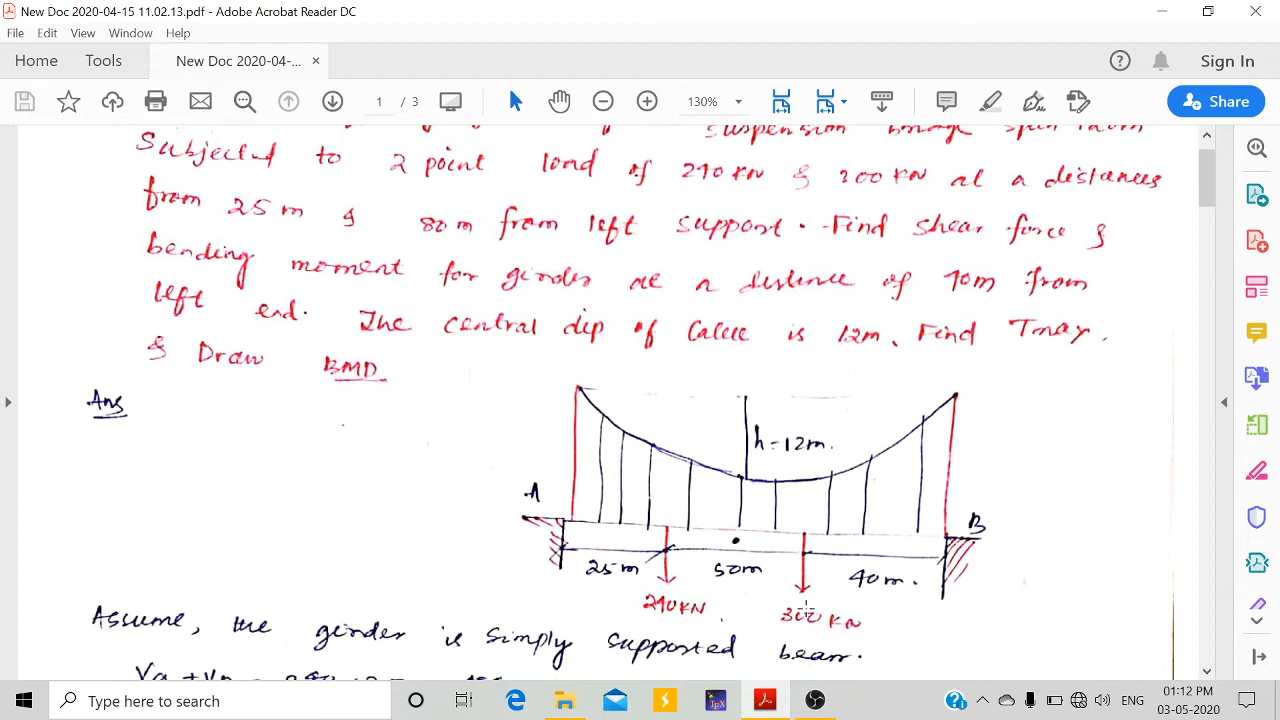 New Doc 2020-04-15 11.02.13.pdf - Adobe Acrobat Reader DC
File Edit View Window Help
Home Tools New Doc 2020-04-... × Sign In
1 / 3 130% Share
suspension bridge span
Subjected to 2 point load of 240 KN & 300 KN at a distances
from 25 m & 80 m from left support. Find shear force &
bending moment for girder at a distance of 40m from
left end. The central dip of Cable is 12m. Find Tmax.
& Draw BMD
Ans
h=12m.
A
B
25m 50m 40m.
240KN 300 KN
Assume, the girder is simply supported beam.
Type here to search
ENG 01:12 PM
03-05-2020